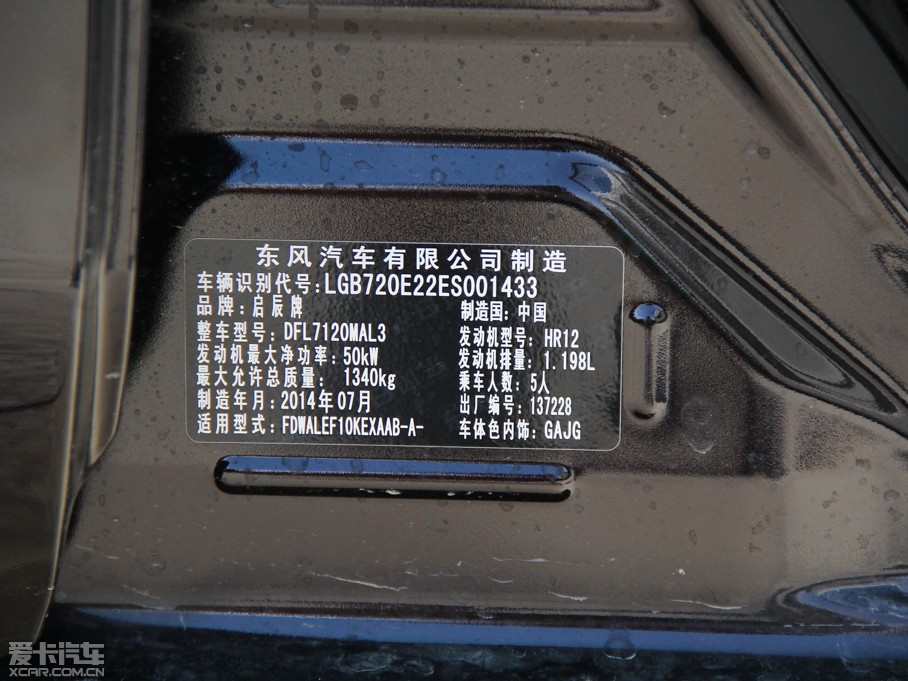 东风汽车有限公司制造
车辆识别代号:LGB720E22ES001433
品牌:启辰牌 制造国:中国
整车型号:DFL7120MAL3 发动机型号:HR12
发动机最大净功率:50kW 发动机排量:1.198L
最大允许总质量:1340kg 乘车人数:5人
制造年月:2014年07月 出厂编号:137228
适用型式:FDWALEF10KEXAAB-A- 车体色内饰:GAJG
爱卡汽车
XCAR.COM.CN